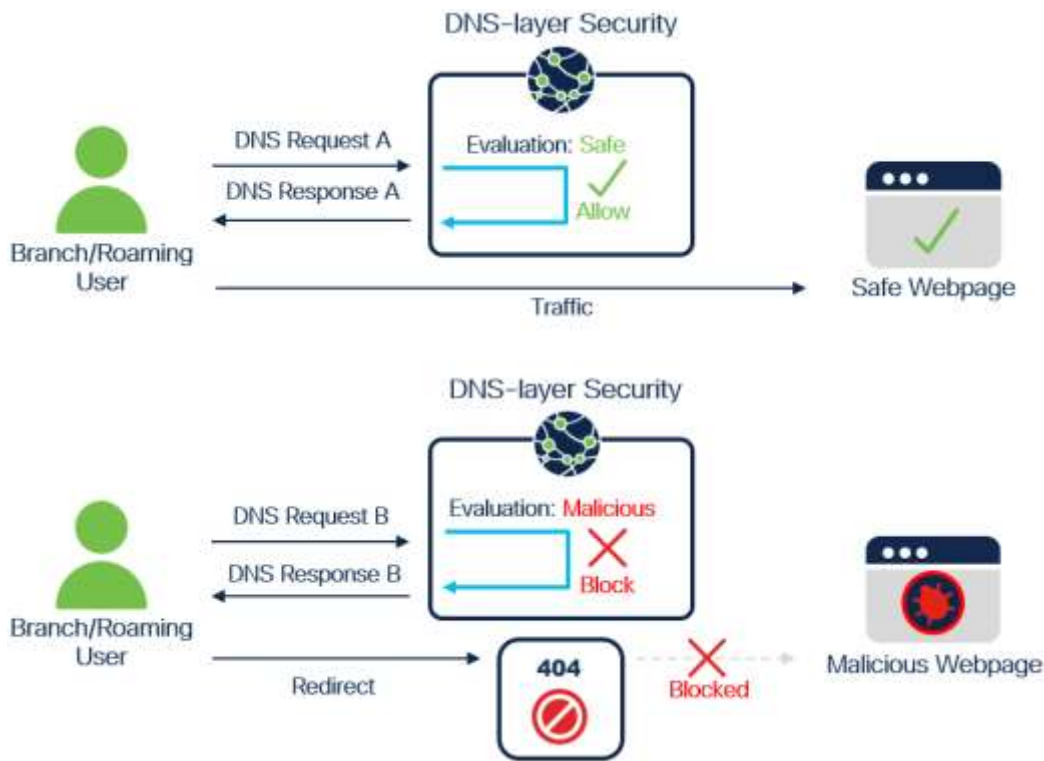 DNS-layer Security
DNS Request A
Evaluation: Safe
DNS Response A
Allow
Branch/Roaming
User
Safe Webpage
Traffic
DNS-layer Security
DNS Request B
Evaluation: Malicious
DNS Response B
Block
Branch/Roaming
User
Redirect
404
Blocked
Malicious Webpage